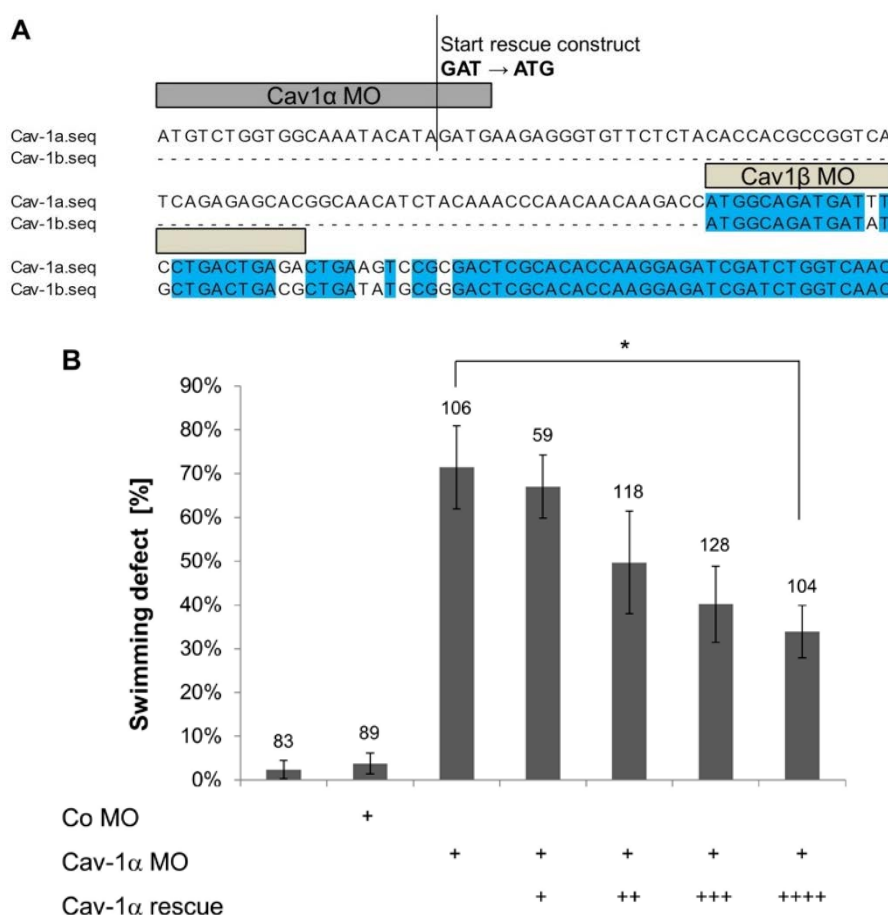 A
Start rescue construct
GAT → ATG
Cav1α MO
Cav-1a.seq ATGTCTGGTGGCAAATACATAGATGAAGAGGGTGTTCTCTACACCACGCCGGTCA
Cav-1b.seq -------------------------------------------------------
Cav1β MO
Cav-1a.seq TCAGAGAGCACGGCAACATCTACAAACCCAACAACAAGACCATGGCAGATGATTT
Cav-1b.seq -----------------------------------------ATGGCAGATGATAT
Cav-1a.seq CCTGACTGAGACTGAAGTCCGCGACTCGCACACCAAGGAGATCGATCTGGTCAAC
Cav-1b.seq GCTGACTGACGCTGATATGCGGGACTCGCACACCAAGGAGATCGATCTGGTCAAC
B
*
Swimming defect [%]
90%
80%
70%
60%
50%
40%
30%
20%
10%
0%
83 89 106 59 118 128 104
Co MO +
Cav-1α MO + + + + +
Cav-1α rescue + ++ +++ ++++